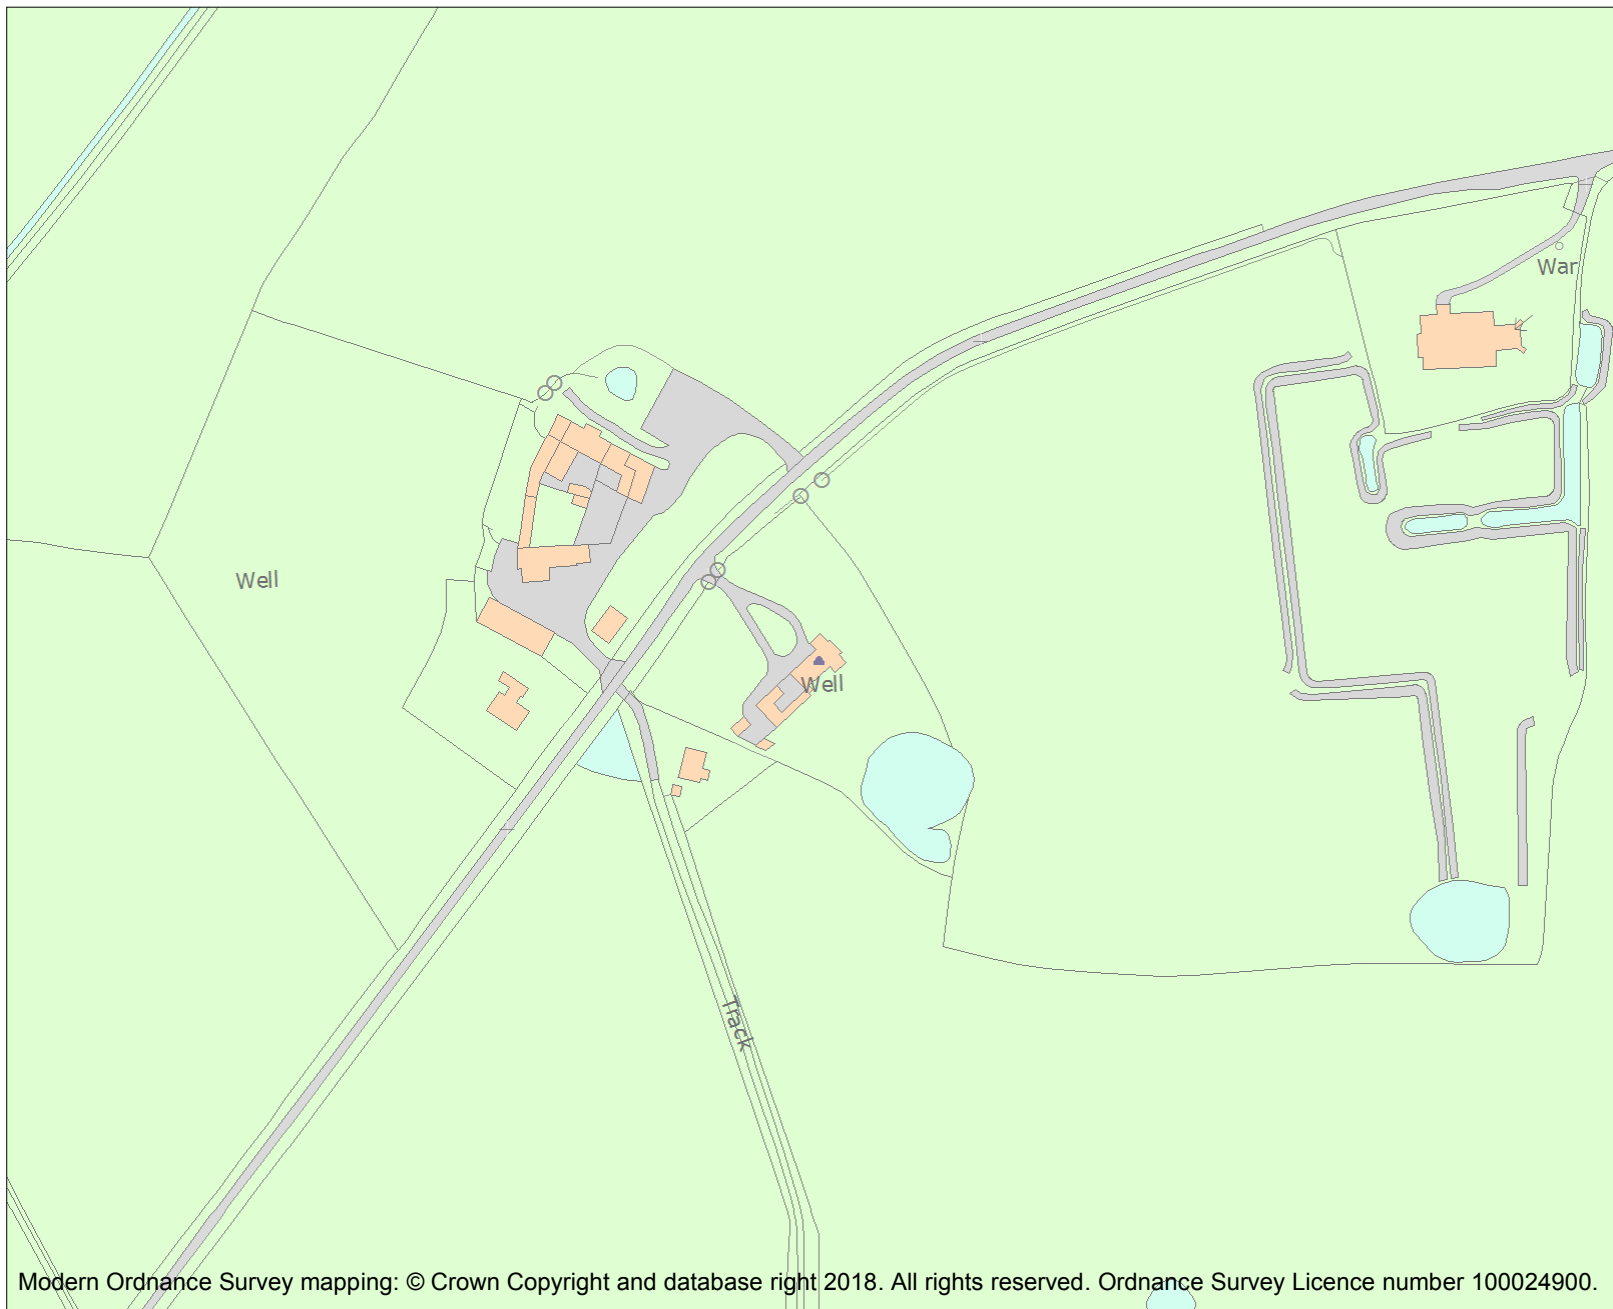 War
Well
Well
Track
Modern Ordnance Survey mapping: © Crown Copyright and database right 2018. All rights reserved. Ordnance Survey Licence number 100024900.